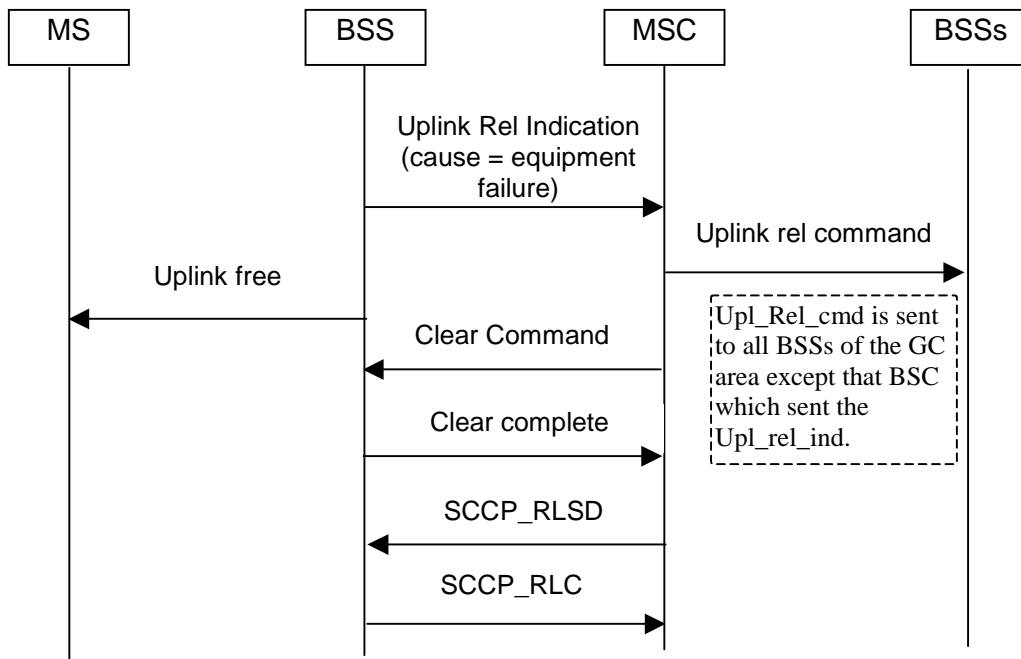 MS
BSS
MSC
BSSs
Uplink Rel Indication
(cause = equipment
failure)
Uplink rel command
Uplink free
Upl_Rel_cmd is sent
to all BSSs of the GC
area except that BSC
which sent the
Upl_rel_ind.
Clear Command
Clear complete
SCCP_RLSD
SCCP_RLC